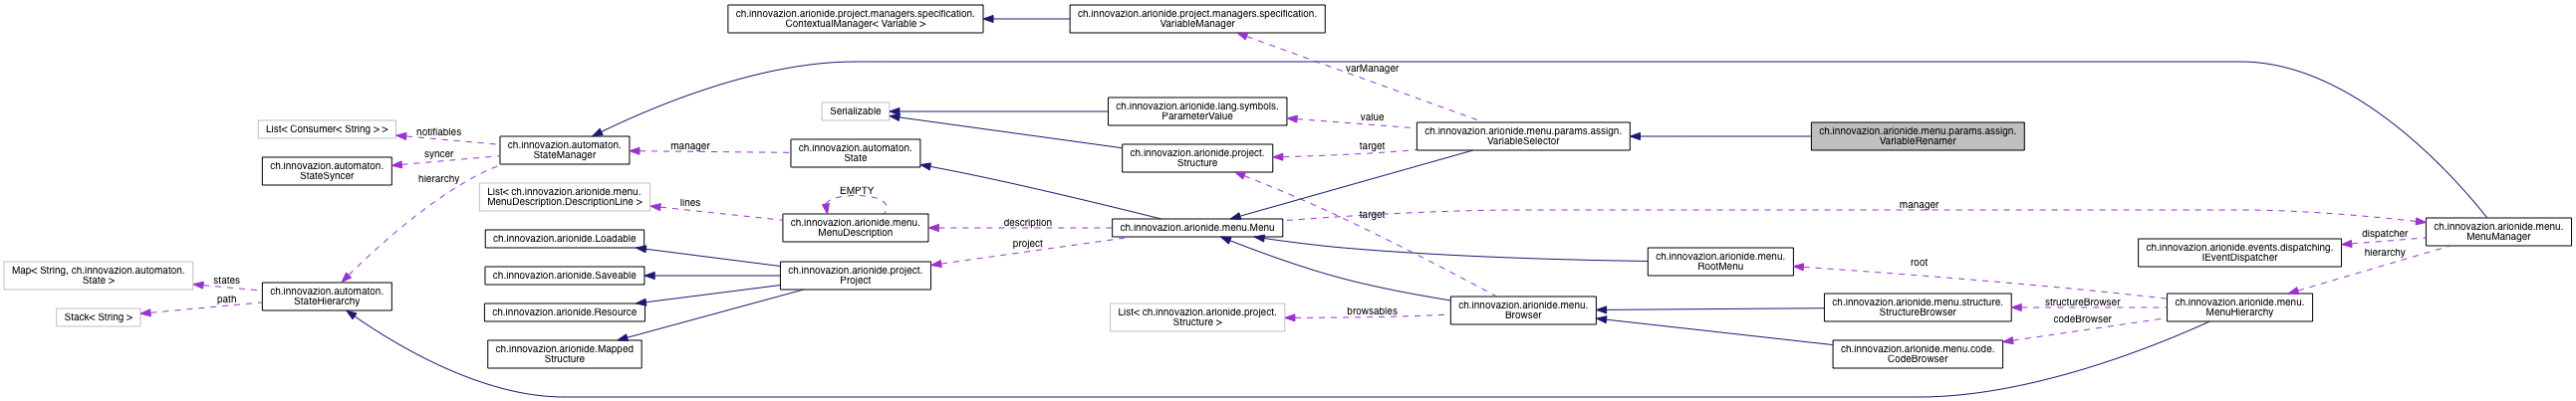 ch.innovazion.arionide.project.managers.specification.
ContextualManager< Variable >
ch.innovazion.arionide.project.managers.specification.
VariableManager
varManager
Serializable
ch.innovazion.arionide.lang.symbols.
ParameterValue
value
List< Consumer< String > >
notifiables
ch.innovazion.automaton.
StateManager
syncer
ch.innovazion.automaton.
StateSyncer
hierarchy
manager
ch.innovazion.automaton.
State
ch.innovazion.arionide.project.
Structure
target
ch.innovazion.arionide.menu.params.assign.
VariableSelector
ch.innovazion.arionide.menu.params.assign.
VariableRenamer
List< ch.innovazion.arionide.menu.
MenuDescription.DescriptionLine >
lines
EMPTY
ch.innovazion.arionide.menu.
MenuDescription
description
ch.innovazion.arionide.menu.Menu
target
manager
ch.innovazion.arionide.menu.
MenuManager
dispatcher
ch.innovazion.arionide.events.dispatching.
IEventDispatcher
hierarchy
ch.innovazion.arionide.Loadable
project
ch.innovazion.arionide.project.
Project
ch.innovazion.arionide.Saveable
ch.innovazion.arionide.Resource
ch.innovazion.arionide.Mapped
Structure
Map< String, ch.innovazion.automaton.
State >
states
path
Stack< String >
ch.innovazion.automaton.
StateHierarchy
ch.innovazion.arionide.menu.
RootMenu
root
List< ch.innovazion.arionide.project.
Structure >
browsables
ch.innovazion.arionide.menu.
Browser
ch.innovazion.arionide.menu.structure.
StructureBrowser
structureBrowser
codeBrowser
ch.innovazion.arionide.menu.
MenuHierarchy
ch.innovazion.arionide.menu.code.
CodeBrowser